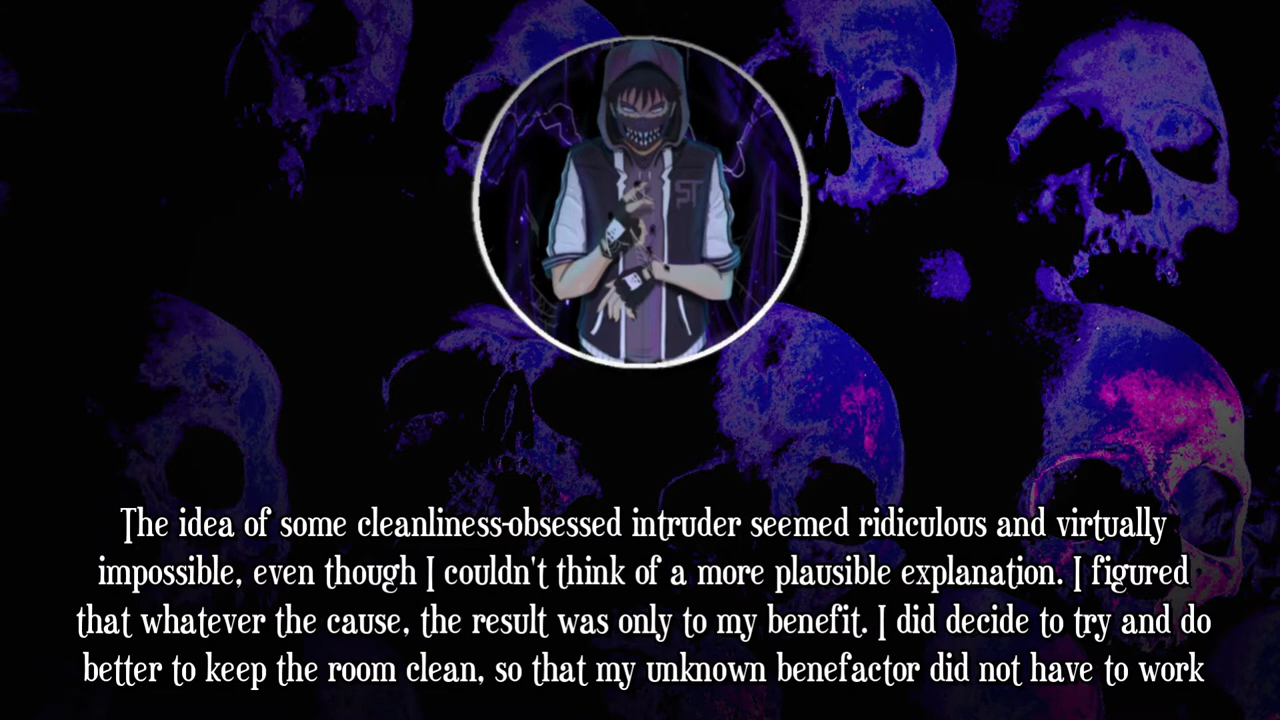 ST
The idea of some cleanliness-obsessed intruder seemed ridiculous and virtually
impossible, even though I couldn't think of a more plausible explanation. I figured
that whatever the cause, the result was only to my benefit. I did decide to try and do
better to keep the room clean, so that my unknown benefactor did not have to work